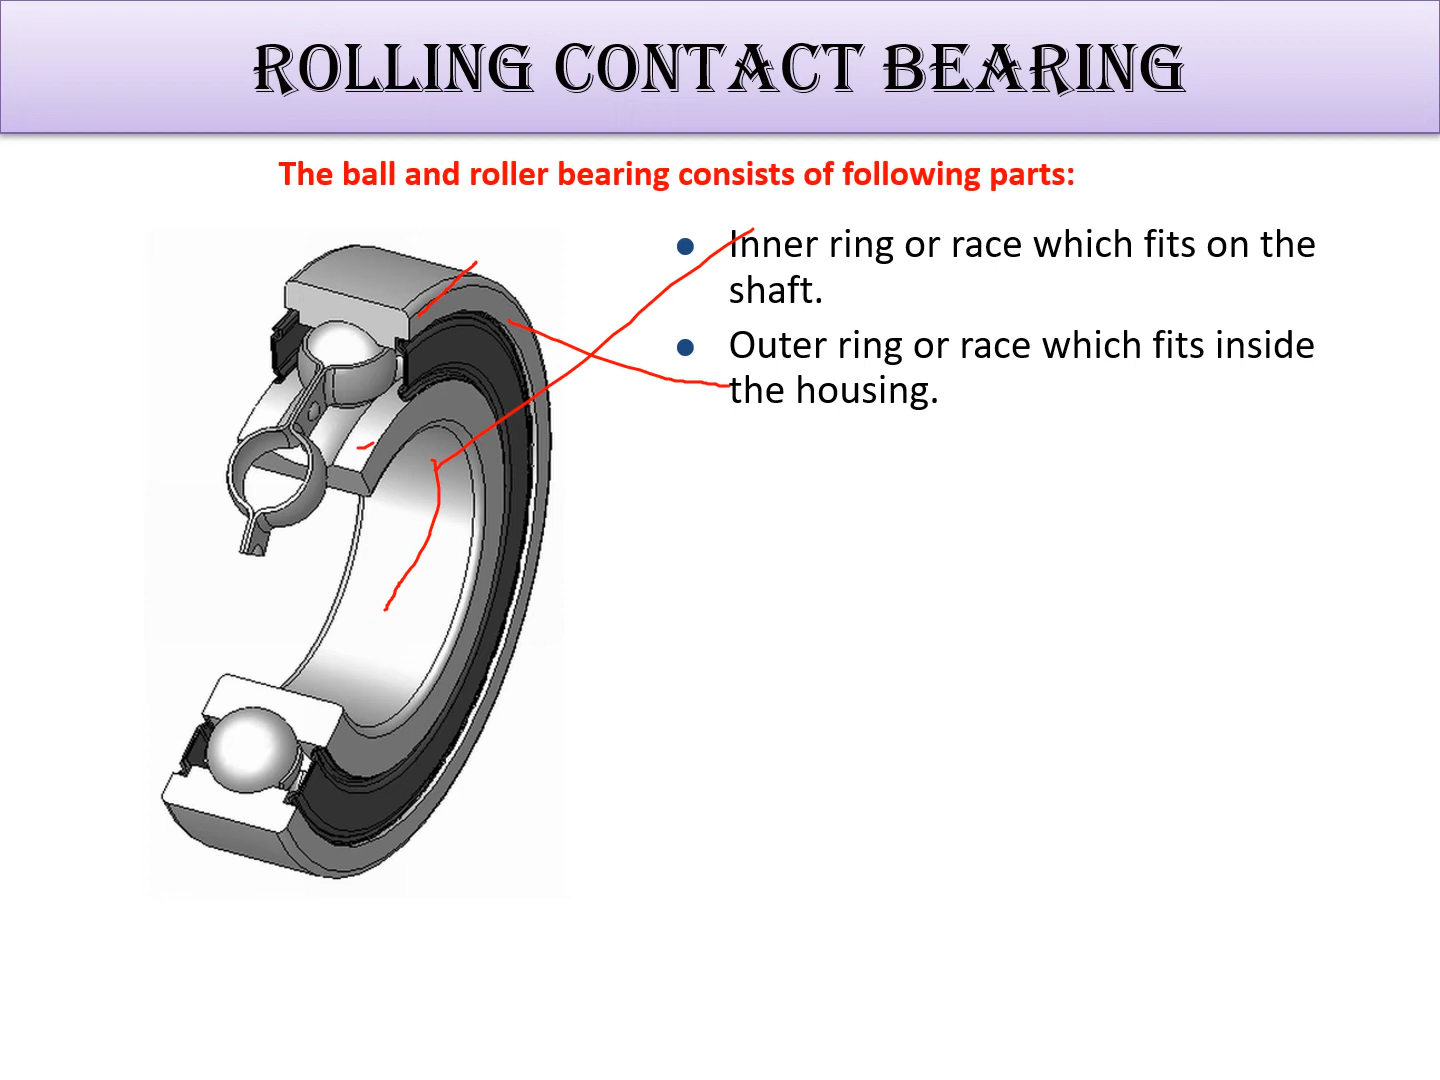 ROLLING CONTACT BEARING
The ball and roller bearing consists of following parts:
● Inner ring or race which fits on the
shaft.
● Outer ring or race which fits inside
the housing.